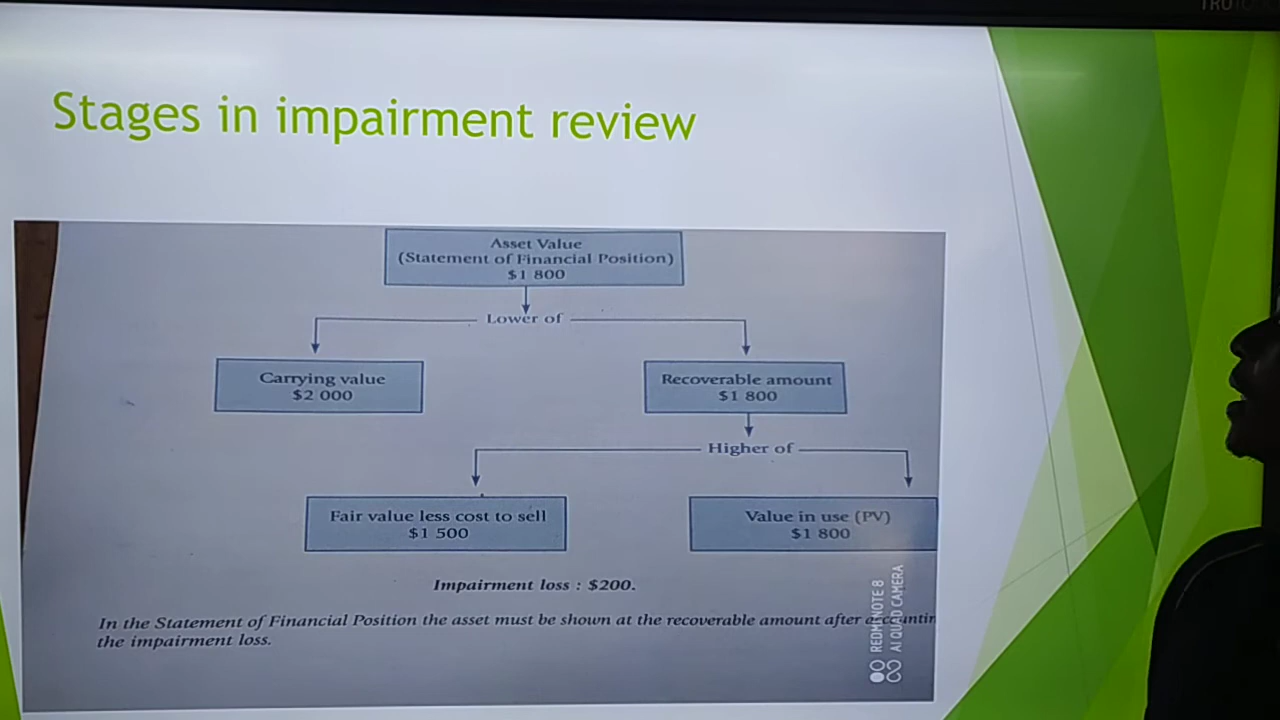 Stages in impairment review
Asset Value
(Statement of Financial Position)
$1 800
Lower of
Carrying value
$2 000
Recoverable amount
$1 800
Higher of
Fair value less cost to sell
$1 500
Value in use (PV)
$1 800
Impairment loss : $200.
In the Statement of Financial Position the asset must be shown at the recoverable amount after
the impairment loss.
REDMI NOTE 8
AI QUAD CAMERA